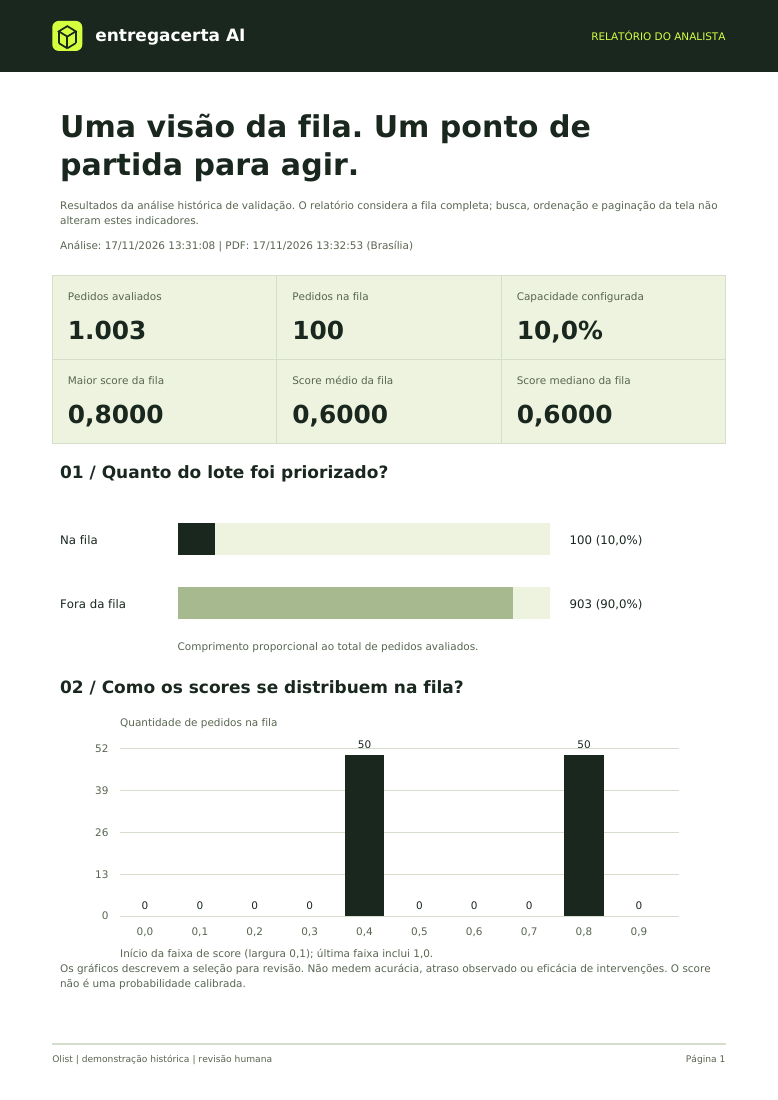 entregacerta AI
RELATÓRIO DO ANALISTA
Uma visão da fila. Um ponto de
partida para agir.
Resultados da análise histórica de validação. O relatório considera a fila completa; busca, ordenação e paginação da tela não
alteram estes indicadores.
Análise: 17/11/2026 13:31:08 | PDF: 17/11/2026 13:32:53 (Brasília)
Pedidos avaliados
1.003
Pedidos na fila
100
Capacidade configurada
10,0%
Maior score da fila
0,8000
Score médio da fila
0,6000
Score mediano da fila
0,6000
01 / Quanto do lote foi priorizado?
Na fila
100 (10,0%)
Fora da fila
903 (90,0%)
Comprimento proporcional ao total de pedidos avaliados.
02 / Como os scores se distribuem na fila?
Quantidade de pedidos na fila
52
39
26
13
0
0 0 0 0 50 0 0 0 50 0
0,0 0,1 0,2 0,3 0,4 0,5 0,6 0,7 0,8 0,9
Início da faixa de score (largura 0,1); última faixa inclui 1,0.
Os gráficos descrevem a seleção para revisão. Não medem acurácia, atraso observado ou eficácia de intervenções. O score
não é uma probabilidade calibrada.
Olist | demonstração histórica | revisão humana
Página 1